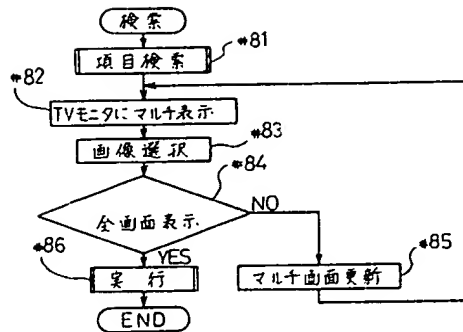 検索
#81
項目検索
#82
TVモニタにマルチ表示
#83
画像選択
#84
全画面表示
NO
#85
マルチ画面更新
YES
#86
実行
END